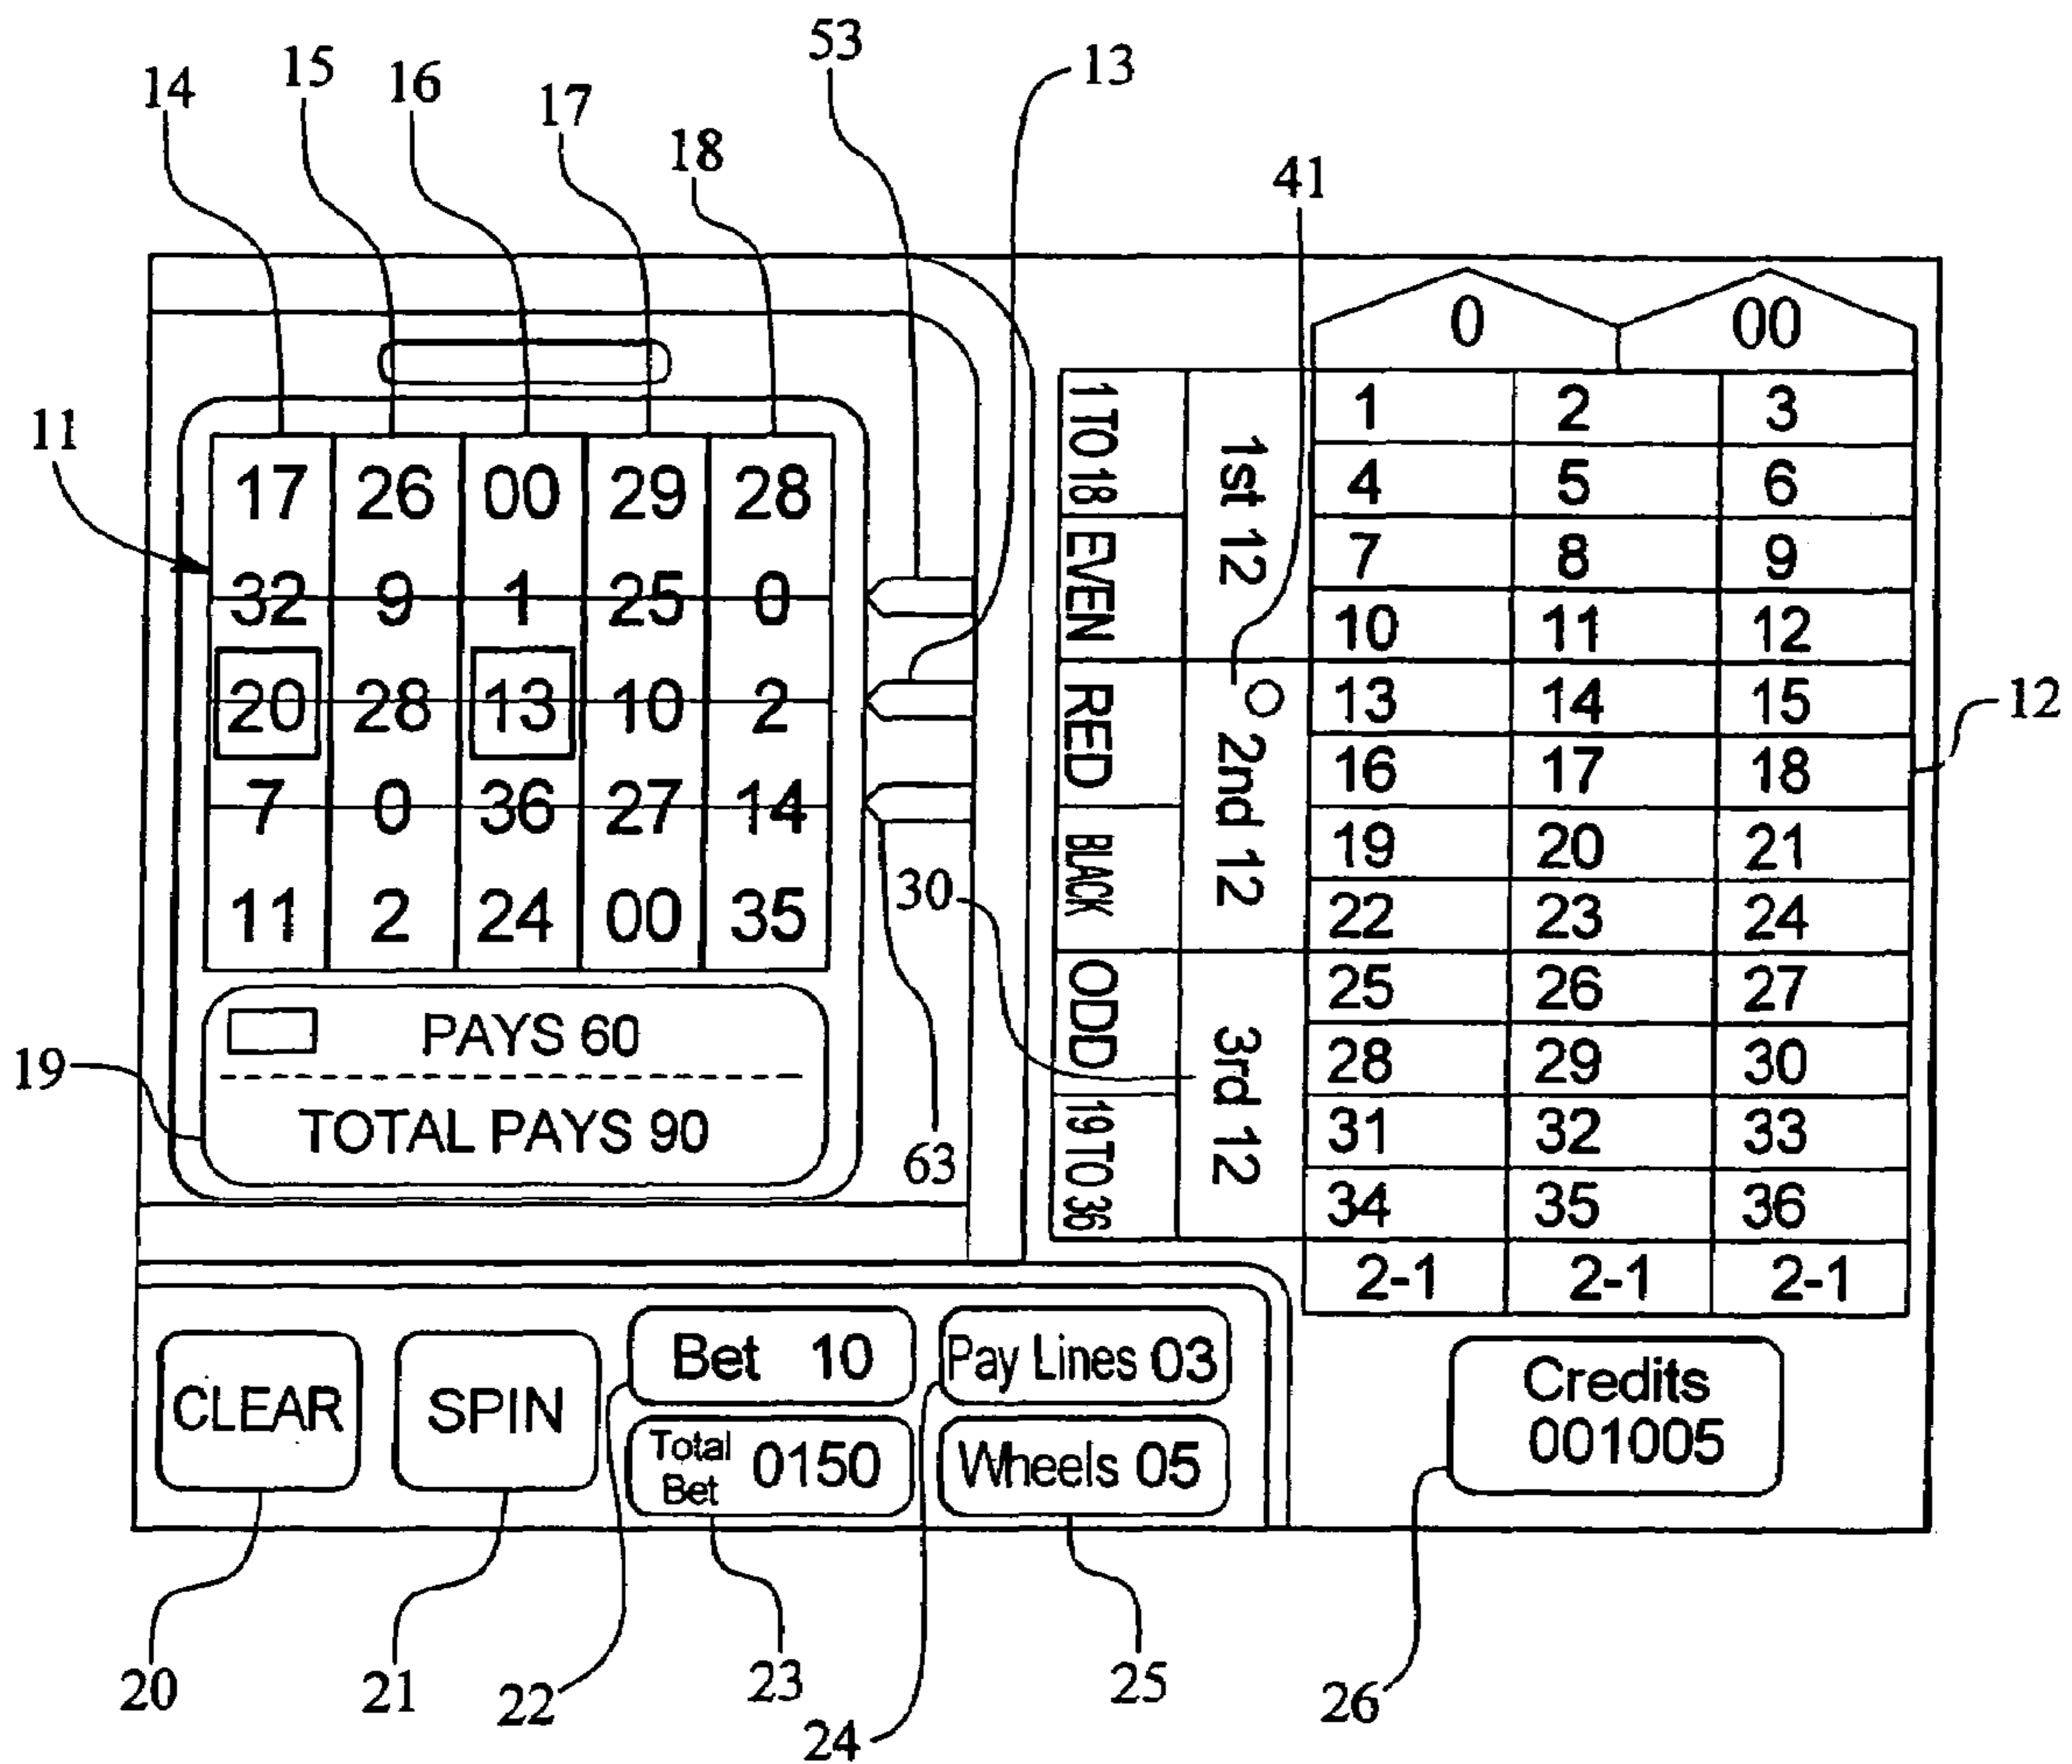 53
13
15
14
16
17
18
41
0 00
11
17 26 00 29 28
32 9 1 25 0
20 28 13 10 2
7 0 36 27 14
11 2 24 00 35
PAYS 60
TOTAL PAYS 90
19
30
63
1 TO 18
EVEN
RED
BLACK
ODD
19 TO 36
1st 12
2nd 12
3rd 12
1 2 3
4 5 6
7 8 9
10 11 12
13 14 15
16 17 18
19 20 21
22 23 24
25 26 27
28 29 30
31 32 33
34 35 36
2-1 2-1 2-1
12
CLEAR
SPIN
Bet 10
Total
Bet 0150
Pay Lines 03
Wheels 05
Credits
001005
20
21
22
23
24
25
26